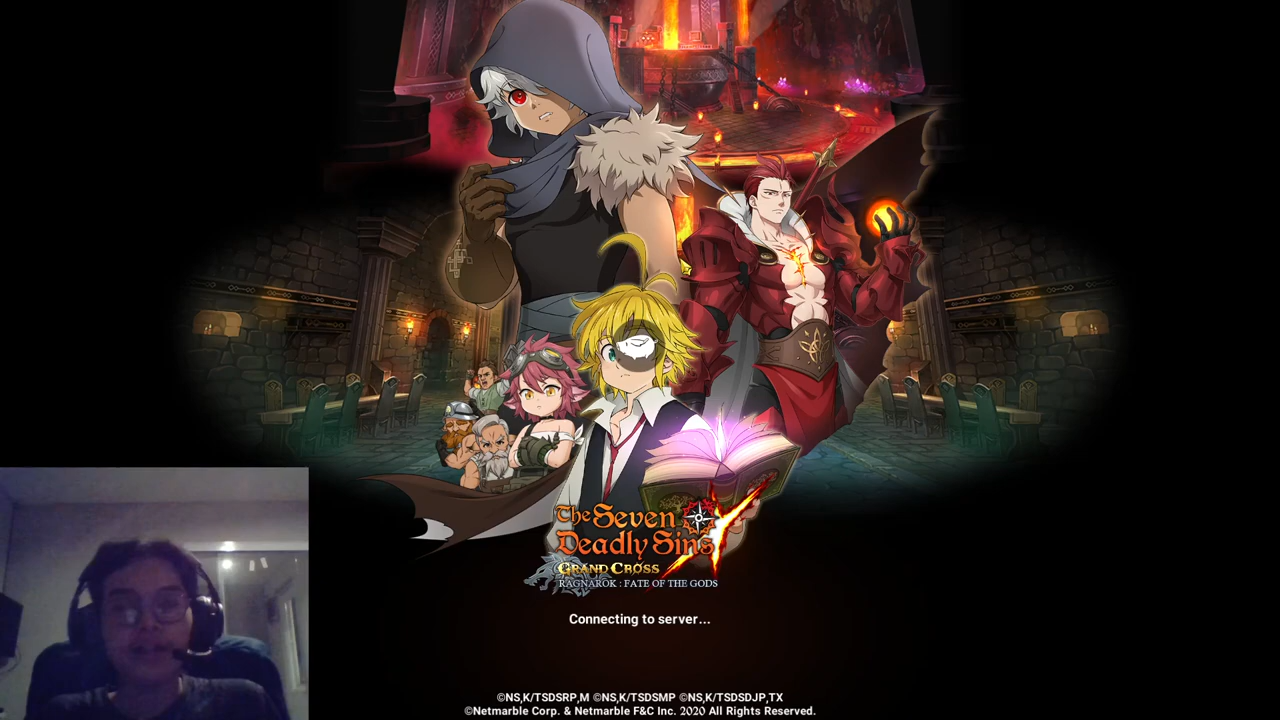 The Seven
Deadly Sins
GRAND CROSS
RAGNAROK : FATE OF THE GODS
Connecting to server...
©NS,K/TSDSRP,M ©NS,K/TSDSMP ©NS,K/TSDSDJP,TX
©Netmarble Corp. & Netmarble F&C Inc. 2020 All Rights Reserved.